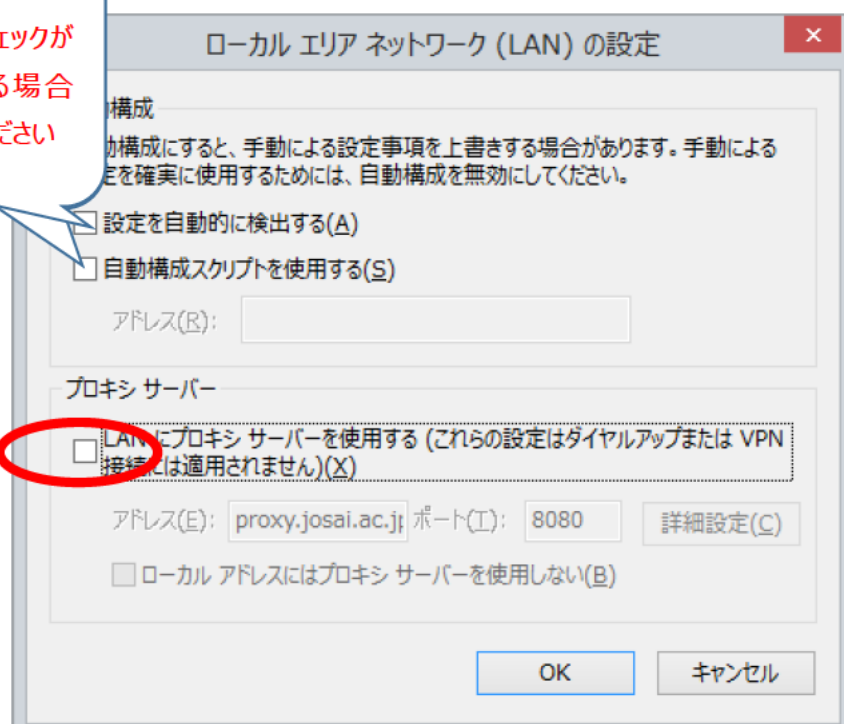 ェックが
る場合
ださい
ローカル エリア ネットワーク (LAN) の設定
構成
構成にすると、手動による設定事項を上書きする場合があります。手動による
定を確実に使用するためには、自動構成を無効にしてください。
設定を自動的に検出する(A)
自動構成スクリプトを使用する(S)
アドレス(R):
プロキシ サーバー
LAN にプロキシ サーバーを使用する (これらの設定はダイヤルアップまたは VPN
接続には適用されません)(X)
アドレス(E): proxy.josai.ac.jp ポート(T): 8080 詳細設定(C)
ローカル アドレスにはプロキシ サーバーを使用しない(B)
OK キャンセル